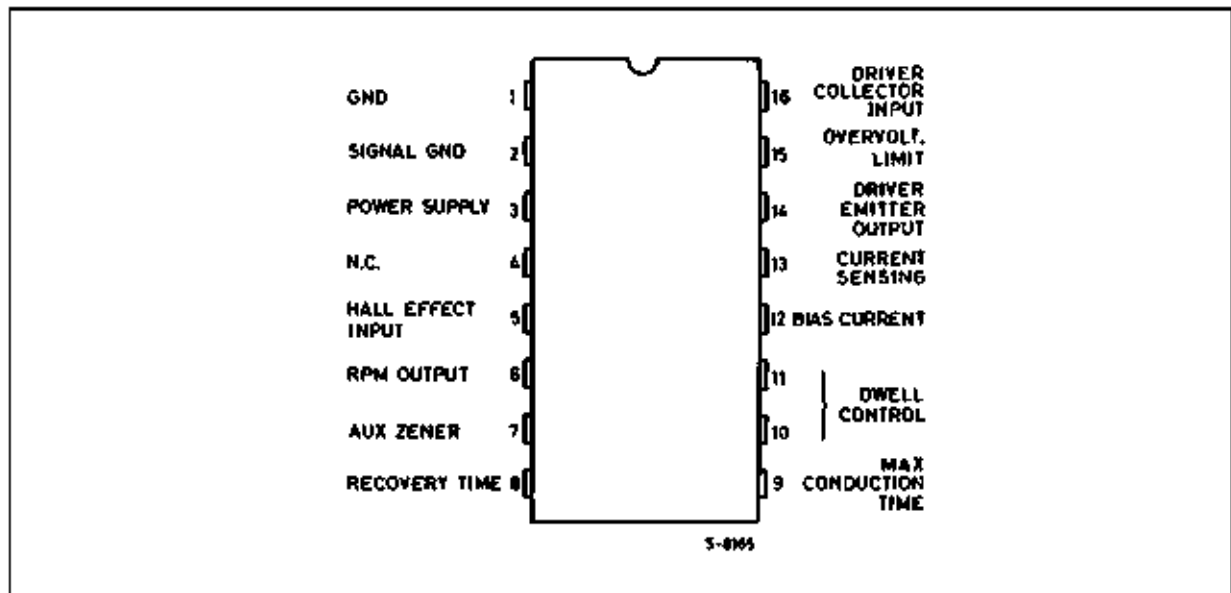 GND 1
SIGNAL GND 2
POWER SUPPLY 3
N.C. 4
HALL EFFECT
INPUT 5
RPM OUTPUT 6
AUX ZENER 7
RECOVERY TIME 8
16 DRIVER
COLLECTOR
INPUT
15 OVERVOLT.
LIMIT
14 DRIVER
EMITTER
OUTPUT
13 CURRENT
SENSING
12 BIAS CURRENT
11
10
DWELL
CONTROL
9 MAX
CONDUCTION
TIME
S-8165